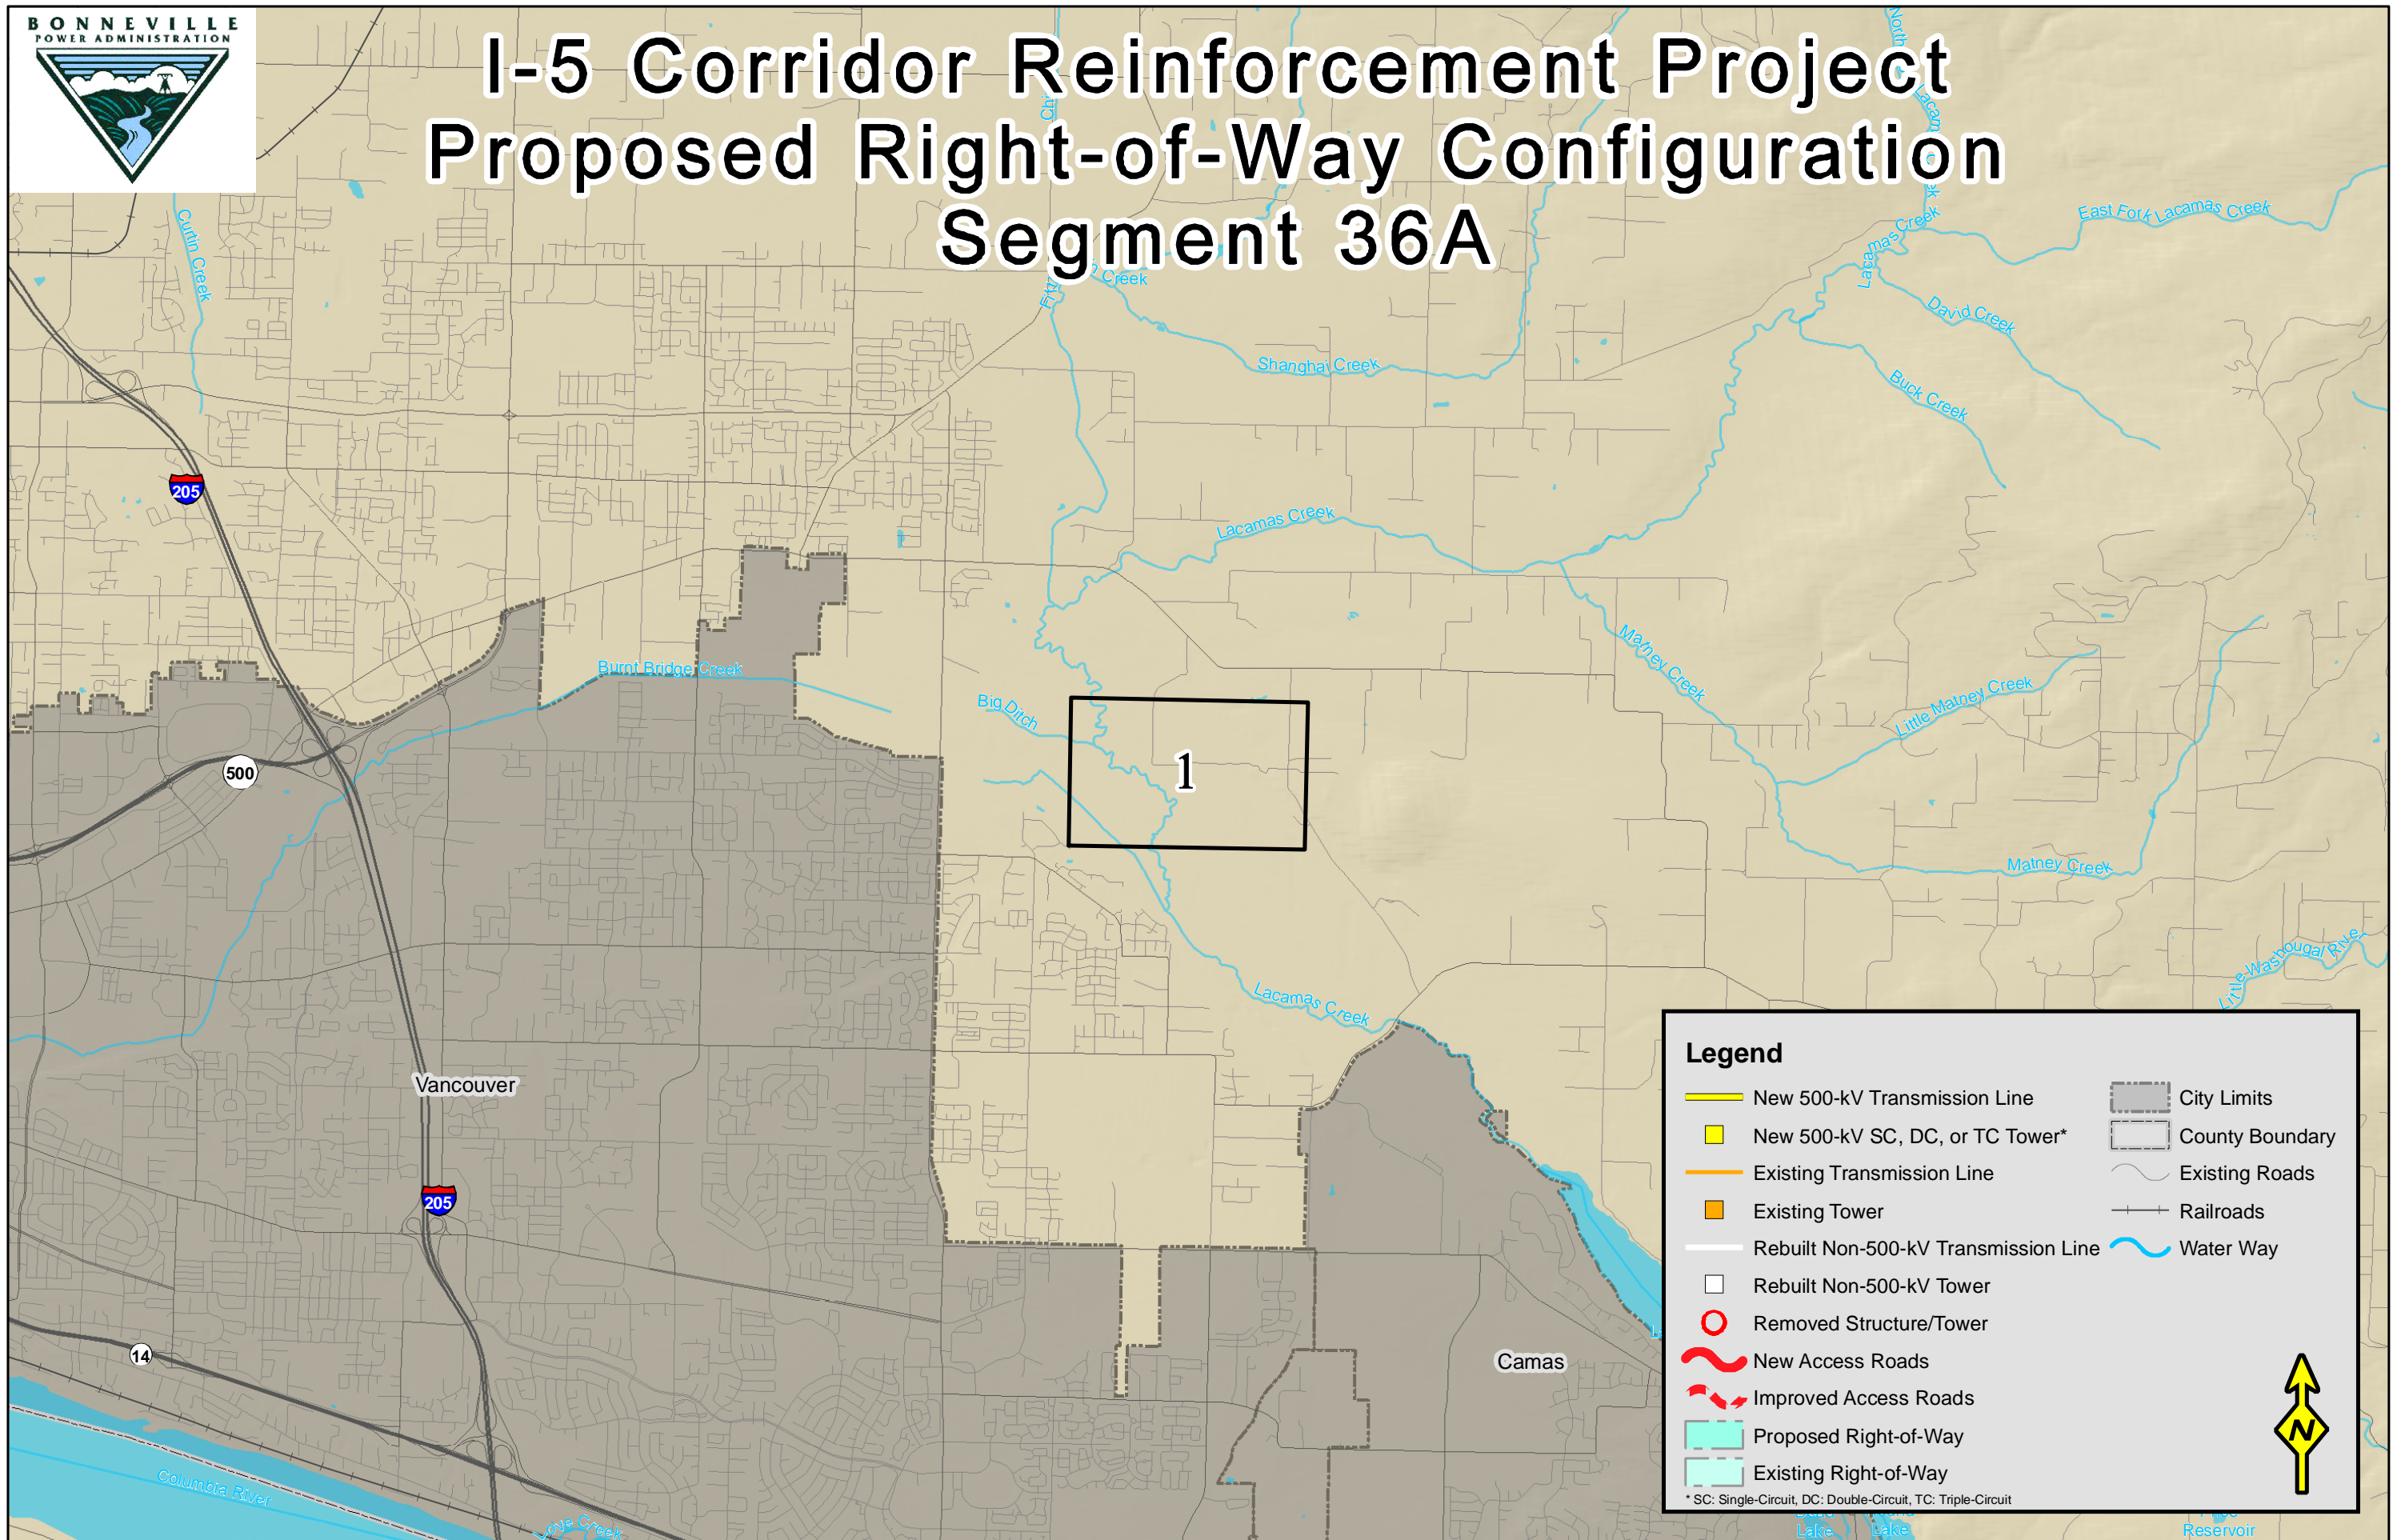 BONNEVILLE
POWER ADMINISTRATION
I-5 Corridor Reinforcement Project
Proposed Right-of-Way Configuration
Segment 36A
North
Curtin Creek
Lacamas Creek
East Fork Lacamas Creek
Creek
David Creek
Shanghai Creek
Buck Creek
205
Lacamas Creek
Matney Creek
Burnt Bridge Creek
Big Ditch
Little Matney Creek
500
1
Matney Creek
Little Washougal River
Lacamas Creek
Vancouver
205
14
Camas
Columbia River
Love Creek
Legend
New 500-kV Transmission Line
New 500-kV SC, DC, or TC Tower*
Existing Transmission Line
Existing Tower
Rebuilt Non-500-kV Transmission Line
Rebuilt Non-500-kV Tower
Removed Structure/Tower
New Access Roads
Improved Access Roads
Proposed Right-of-Way
Existing Right-of-Way
City Limits
County Boundary
Existing Roads
Railroads
Water Way
* SC: Single-Circuit, DC: Double-Circuit, TC: Triple-Circuit
N
Lake
Lake
Reservoir